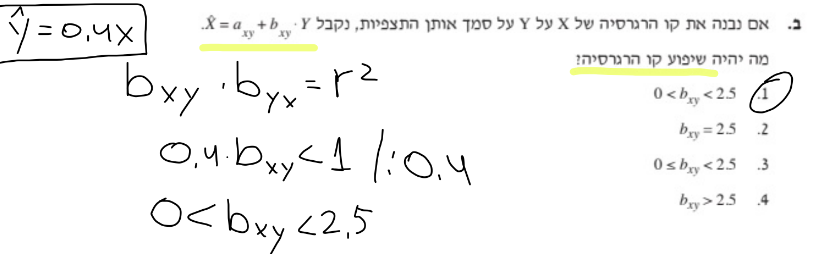 ŷ = 0.4x
ב. אם נבנה את קו הרגרסיה של X על Y על סמך אותן התצפיות, נקבל X̂ = a_xy + b_xy · Y.
מה יהיה שיפוע קו הרגרסיה?
.1 0 < b_xy < 2.5
.2 b_xy = 2.5
.3 0 ≤ b_xy < 2.5
.4 b_xy > 2.5
b_xy · b_yx = r²
0.4 · b_xy < 1 /:0.4
0 < b_xy < 2.5